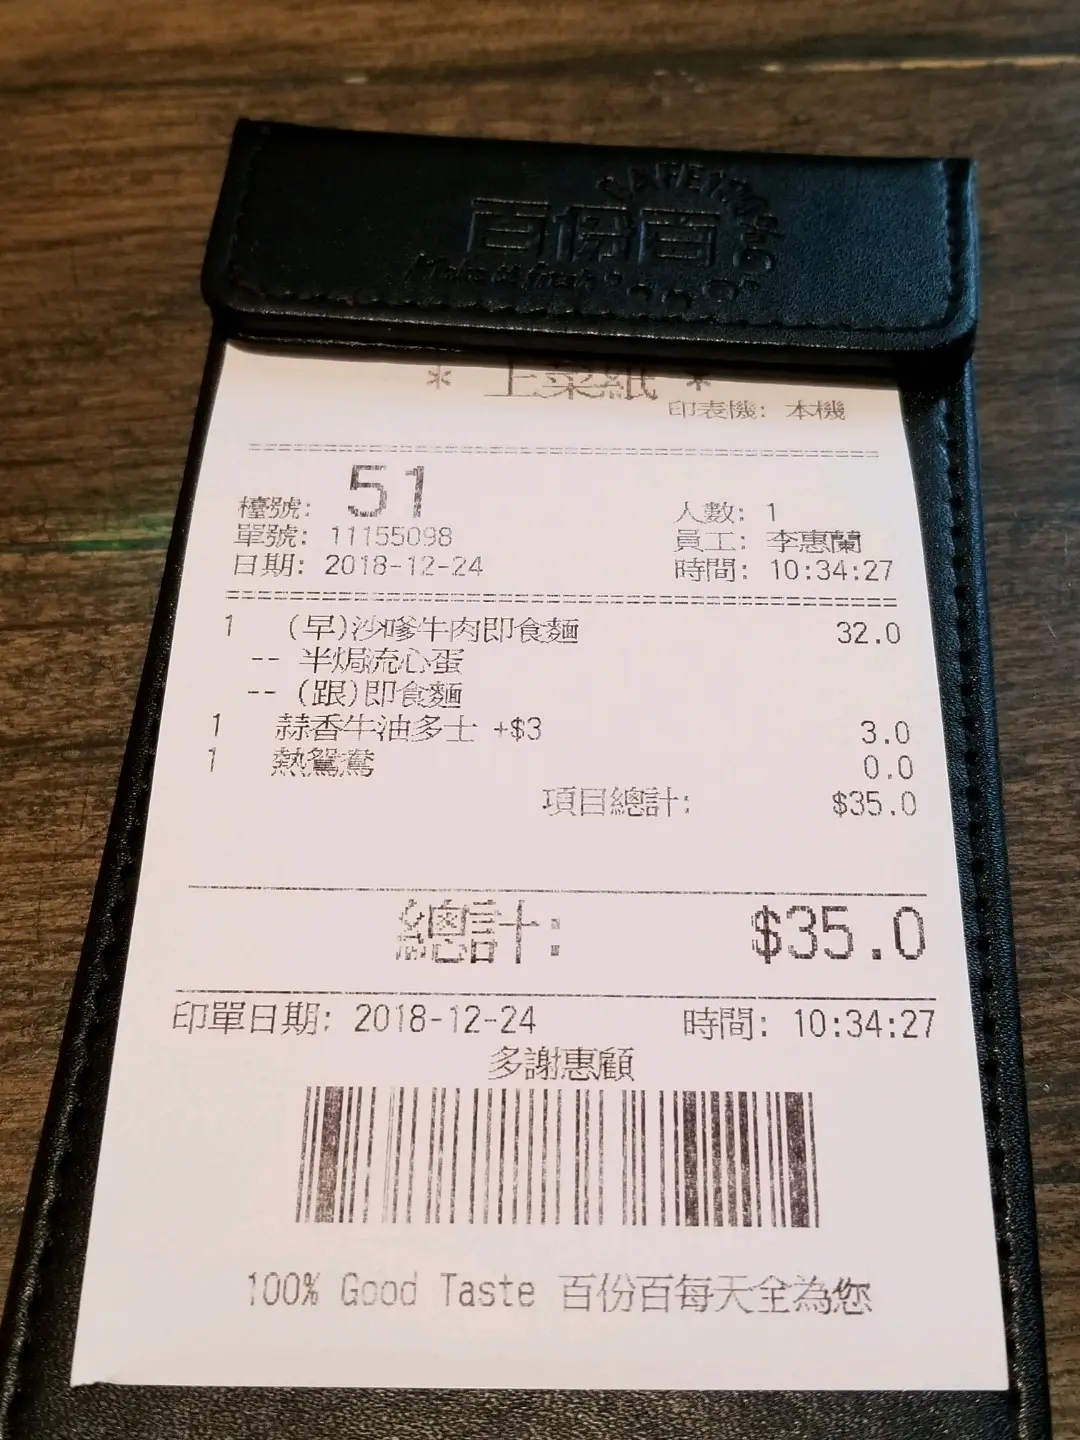 CAFE100%
百份百
Make it fresh
* 上菜紙 *
印表機: 本機
檯號: 51 人數: 1
單號: 11155098 員工: 李惠蘭
日期: 2018-12-24 時間: 10:34:27
1 (早)沙嗲牛肉即食麵 32.0
-- 半焗流心蛋
-- (跟)即食麵
1 蒜香牛油多士 +$3 3.0
1 熱鴛鴦 0.0
項目總計: $35.0
總計: $35.0
印單日期: 2018-12-24 時間: 10:34:27
多謝惠顧
100% Good Taste 百份百每天全為您